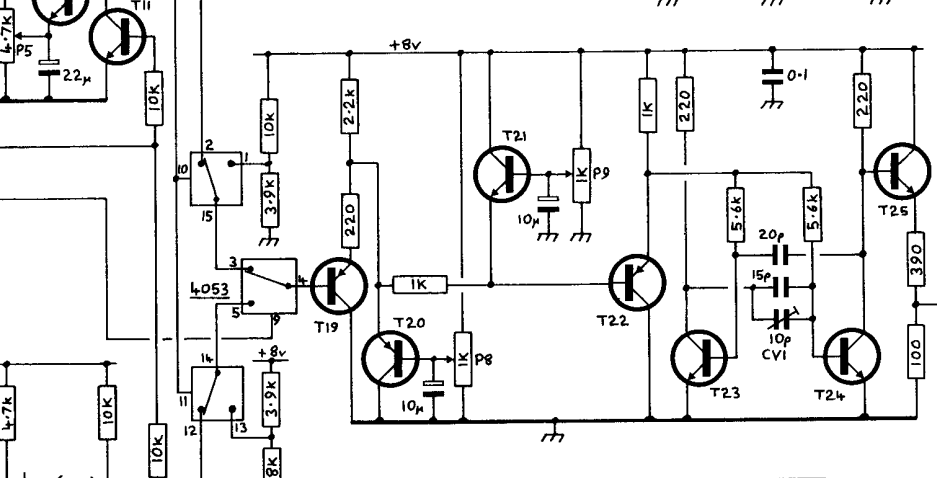 T11
4.7K
P5
22μ
10K
+8v
10K
2.2K
1K
220
0.1
220
T21
2
1
10
1K
P9
15
3.9K
220
10μ
5.6K
5.6K
T25
20p
3
4
4053
5
9
1K
15p
390
T19
T22
T20
10p
CV1
14
+8v
1K
P8
100
11
3.9K
10μ
T23
T24
4.7K
10K
12
13
10K
8K